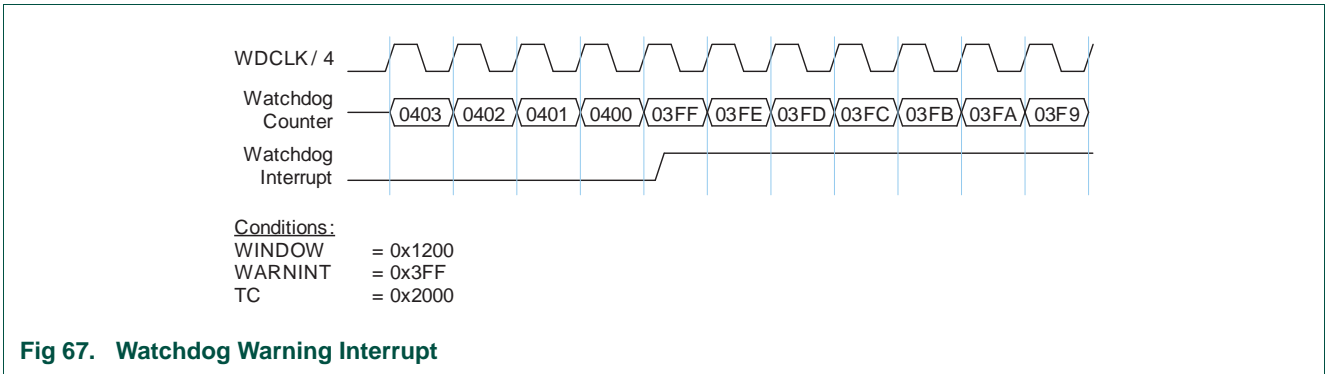 WDCLK / 4
Watchdog
Counter
0403 0402 0401 0400 03FF 03FE 03FD 03FC 03FB 03FA 03F9
Watchdog
Interrupt
Conditions:
WINDOW = 0x1200
WARNINT = 0x3FF
TC = 0x2000
Fig 67. Watchdog Warning Interrupt